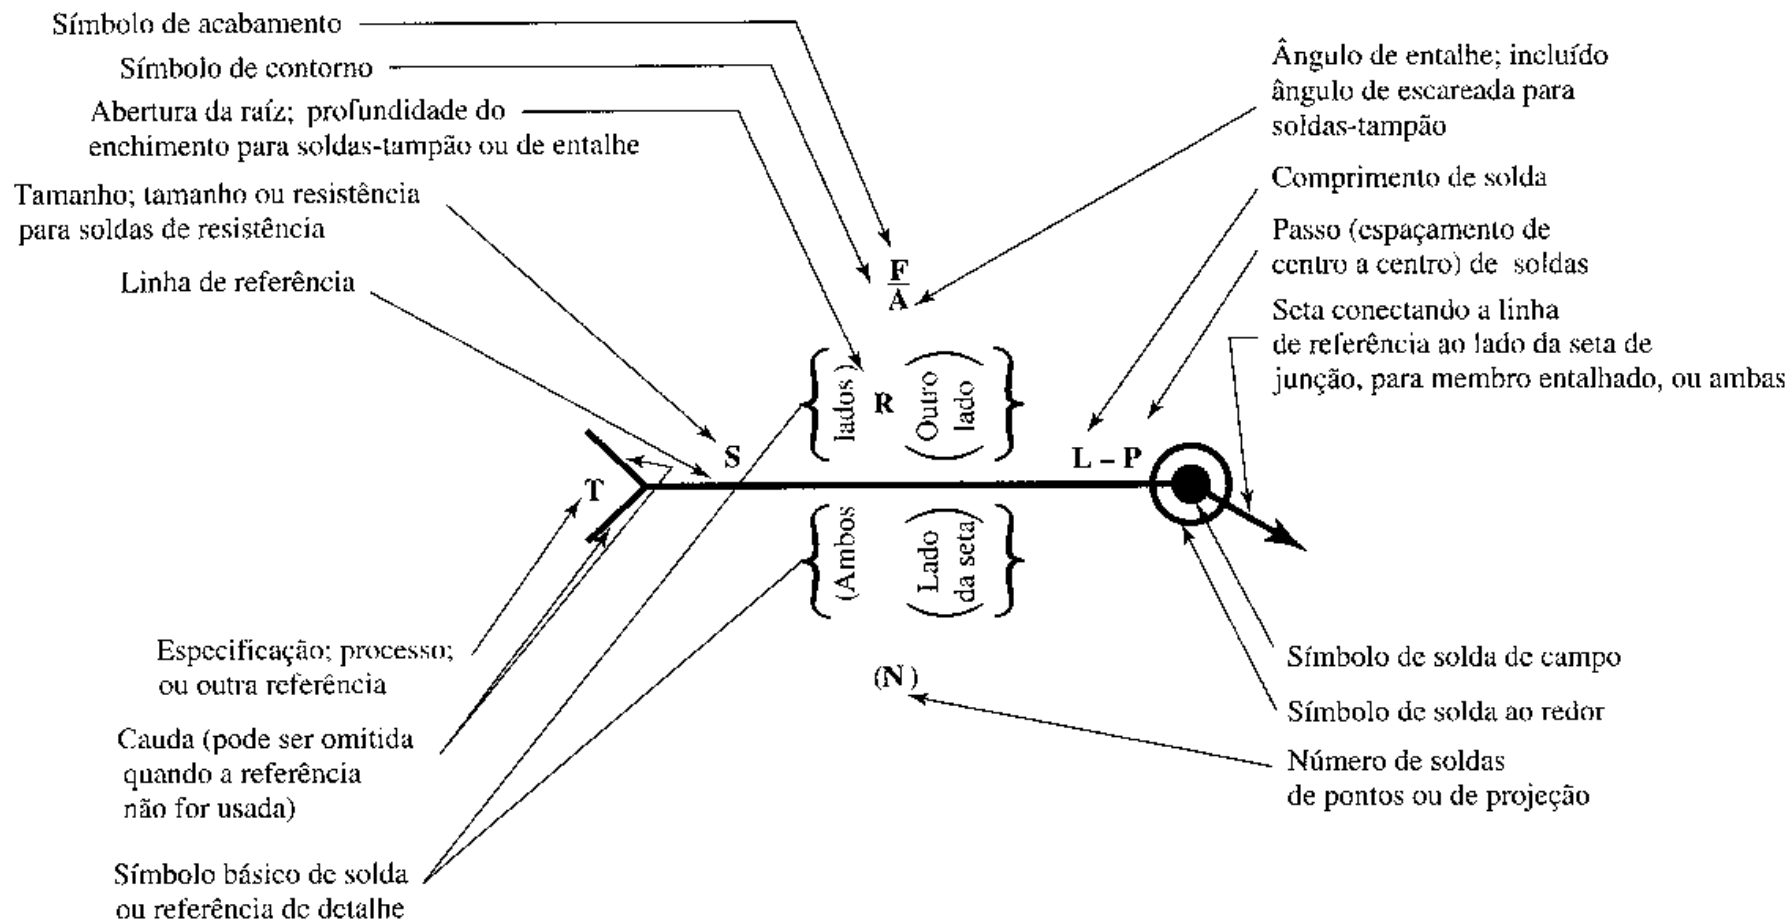 Símbolo de acabamento
Símbolo de contorno
Abertura da raíz; profundidade do
enchimento para soldas-tampão ou de entalhe
Tamanho; tamanho ou resistência
para soldas de resistência
Linha de referência
Ângulo de entalhe; incluído
ângulo de escareada para
soldas-tampão
Comprimento de solda
Passo (espaçamento de
centro a centro) de soldas
Seta conectando a linha
de referência ao lado da seta de
junção, para membro entalhado, ou ambas
F
A
lados)
R
(Outro
lado)
S
L – P
T
(Ambos
(Lado
da seta)
(N)
Especificação; processo;
ou outra referência
Cauda (pode ser omitida
quando a referência
não for usada)
Símbolo básico de solda
ou referência de detalhe
Símbolo de solda de campo
Símbolo de solda ao redor
Número de soldas
de pontos ou de projeção